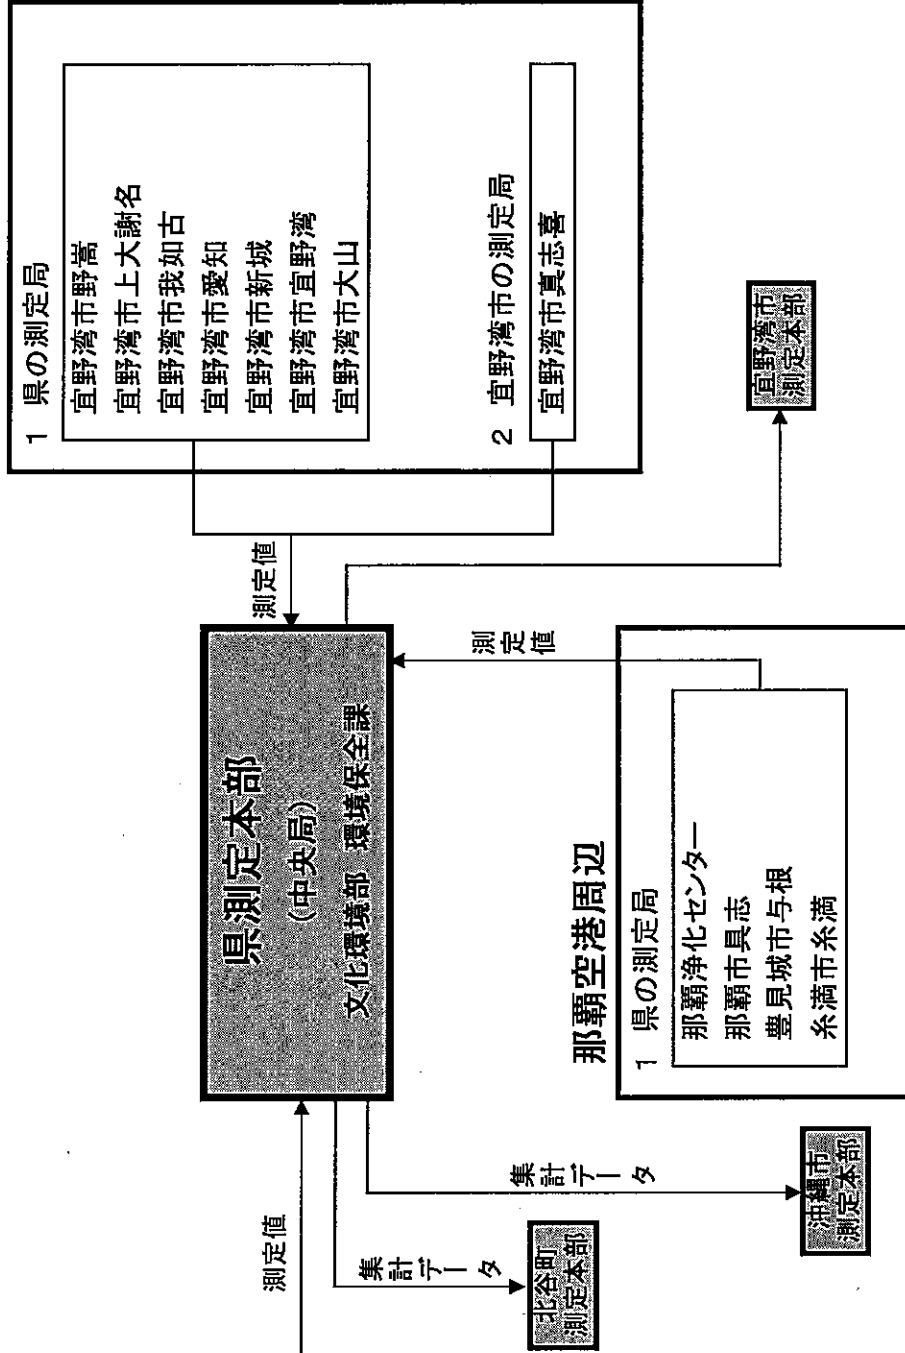 1 県の測定局
宜野湾市野嵩
宜野湾市上大謝名
宜野湾市我如古
宜野湾市愛知
宜野湾市新城
宜野湾市宜野湾
宜野湾市大山
2 宜野湾市の測定局
宜野湾市真志喜
測定値
県測定本部
(中央局)
文化環境部 環境保全課
測定値
宜野湾市
測定本部
那覇空港周辺
1 県の測定局
那覇浄化センター
那覇市具志
豊見城市与根
糸満市糸満
測定値
集計データ
北谷町
測定本部
集計データ
沖縄市
測定本部